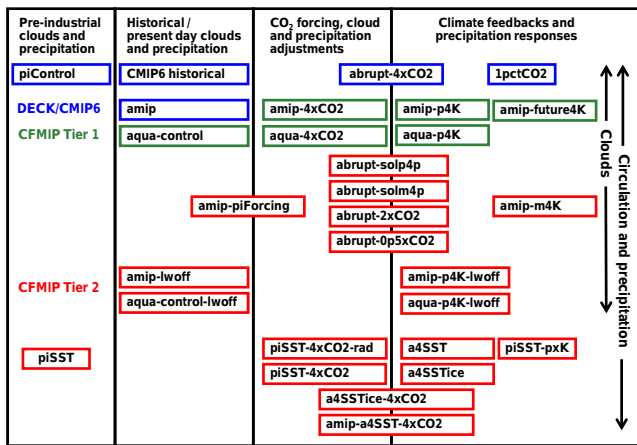 Pre-industrial
clouds and
precipitation
Historical /
present day clouds
and precipitation
CO2 forcing, cloud
and precipitation
adjustments
Climate feedbacks and
precipitation responses
piControl
CMIP6 historical
abrupt-4xCO2
1pctCO2
DECK/CMIP6
amip
amip-4xCO2
amip-p4K
amip-future4K
CFMIP Tier 1
aqua-control
aqua-4xCO2
aqua-p4K
abrupt-solp4p
abrupt-solm4p
amip-piForcing
abrupt-2xCO2
amip-m4K
abrupt-0p5xCO2
CFMIP Tier 2
amip-lwoff
amip-p4K-lwoff
aqua-control-lwoff
aqua-p4K-lwoff
piSST
piSST-4xCO2-rad
a4SST
piSST-pxK
piSST-4xCO2
a4SSTice
a4SSTice-4xCO2
amip-a4SST-4xCO2
Clouds
Circulation and precipitation